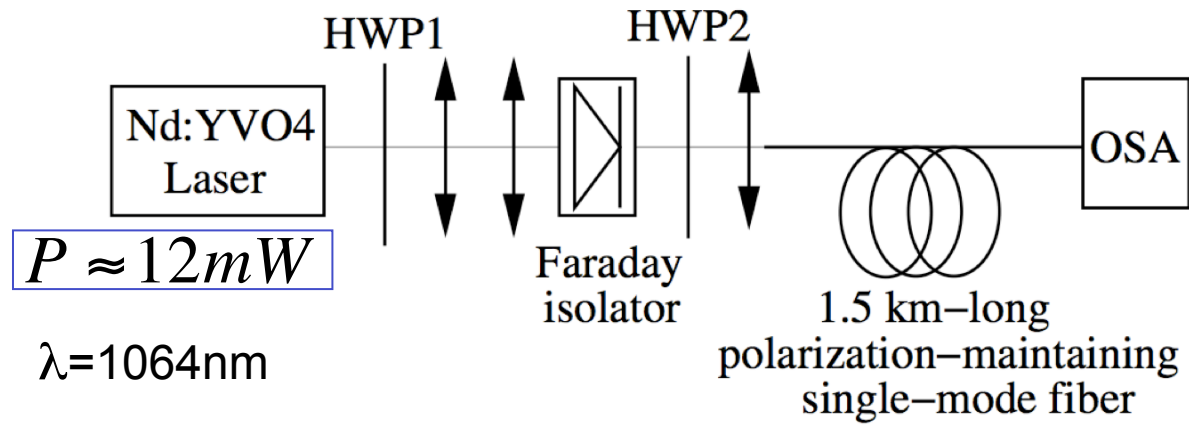 HWP1
HWP2
Nd:YVO4
Laser
OSA
P ≈ 12mW
Faraday
isolator
λ=1064nm
1.5 km–long
polarization–maintaining
single–mode fiber